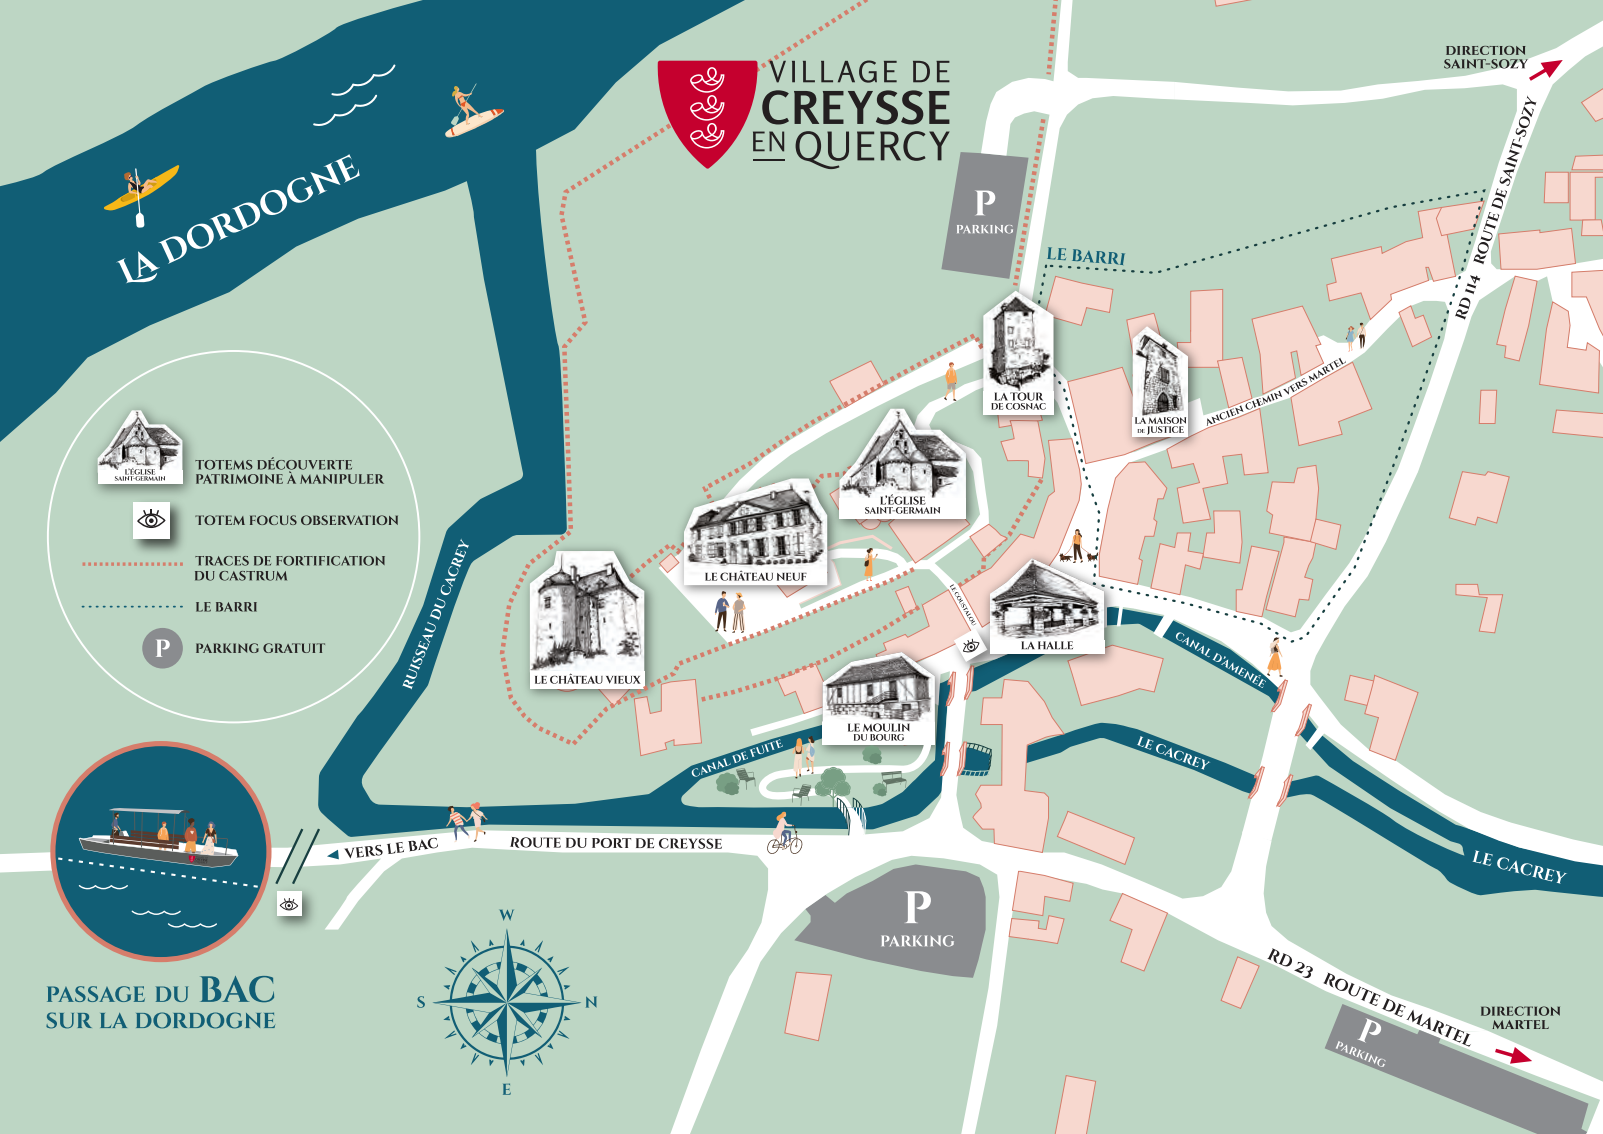 VILLAGE DE
CREYSSE
EN QUERCY
DIRECTION
SAINT-SOZY
RD 114 ROUTE DE SAINT-SOZY
LA DORDOGNE
P
PARKING
LE BARRI
LA TOUR
DE COSNAC
LA MAISON
DE JUSTICE
ANCIEN CHEMIN VERS MARTEL
L'ÉGLISE
SAINT-GERMAIN
TOTEMS DÉCOUVERTE
PATRIMOINE À MANIPULER
TOTEM FOCUS OBSERVATION
TRACES DE FORTIFICATION
DU CASTRUM
LE BARRI
P
PARKING GRATUIT
RUISSEAU DU CACREY
L'ÉGLISE
SAINT-GERMAIN
LE CHÂTEAU NEUF
LE CHÂTEAU VIEUX
LE COUSTALOU
LA HALLE
CANAL D'AMENÉE
LE MOULIN
DU BOURG
CANAL DE FUITE
LE CACREY
LE CACREY
VERS LE BAC
ROUTE DU PORT DE CREYSSE
P
PARKING
PASSAGE DU BAC
SUR LA DORDOGNE
W
S
N
E
RD 23 ROUTE DE MARTEL
DIRECTION
MARTEL
P
PARKING